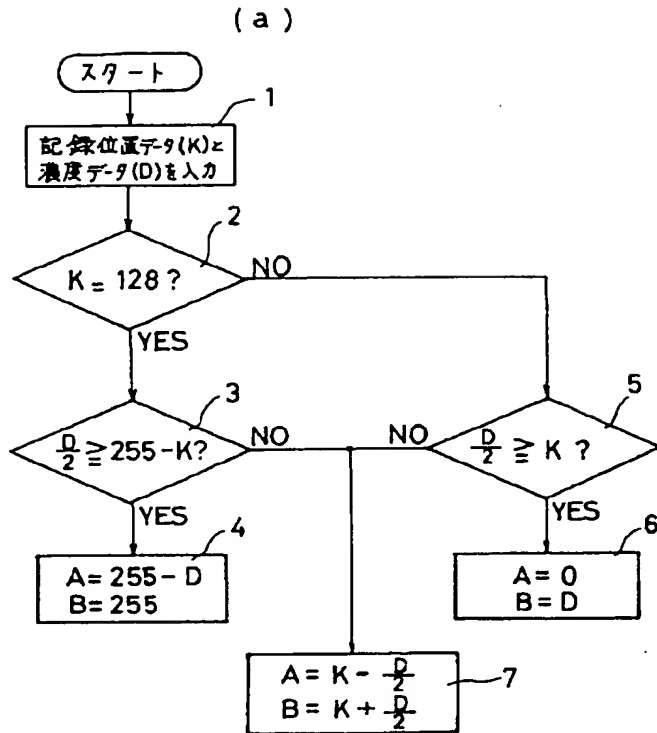 (a)
スタート
1
記録位置データ(K)と
濃度データ(D)を入力
2
K = 128 ?
NO
YES
3
D/2 ≧ 255 - K?
NO
YES
4
A = 255 - D
B = 255
5
D/2 ≧ K ?
NO
YES
6
A = 0
B = D
7
A = K - D/2
B = K + D/2